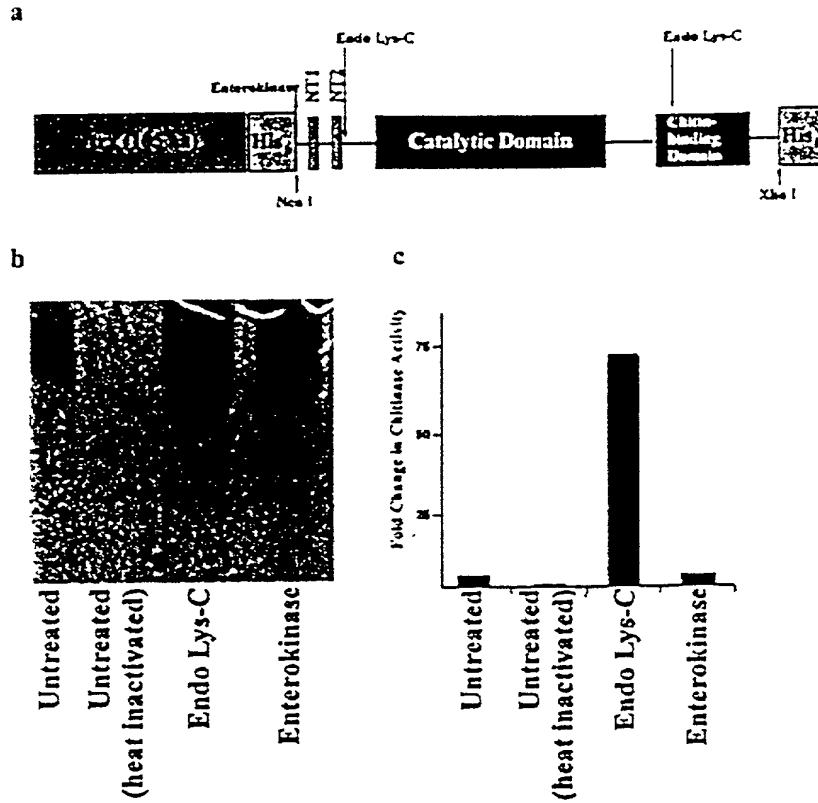 a
Endo Lys-C
Endo Lys-C
Enterokinase
NT1
NT2
His
Catalytic Domain
Chitin-
binding
Domain
His
Nco I
Xho I
b
c
Fold Change in Chitinase Activity
75
50
25
Untreated
Untreated
(heat inactivated)
Endo Lys-C
Enterokinase
Untreated
Untreated
(heat inactivated)
Endo Lys-C
Enterokinase